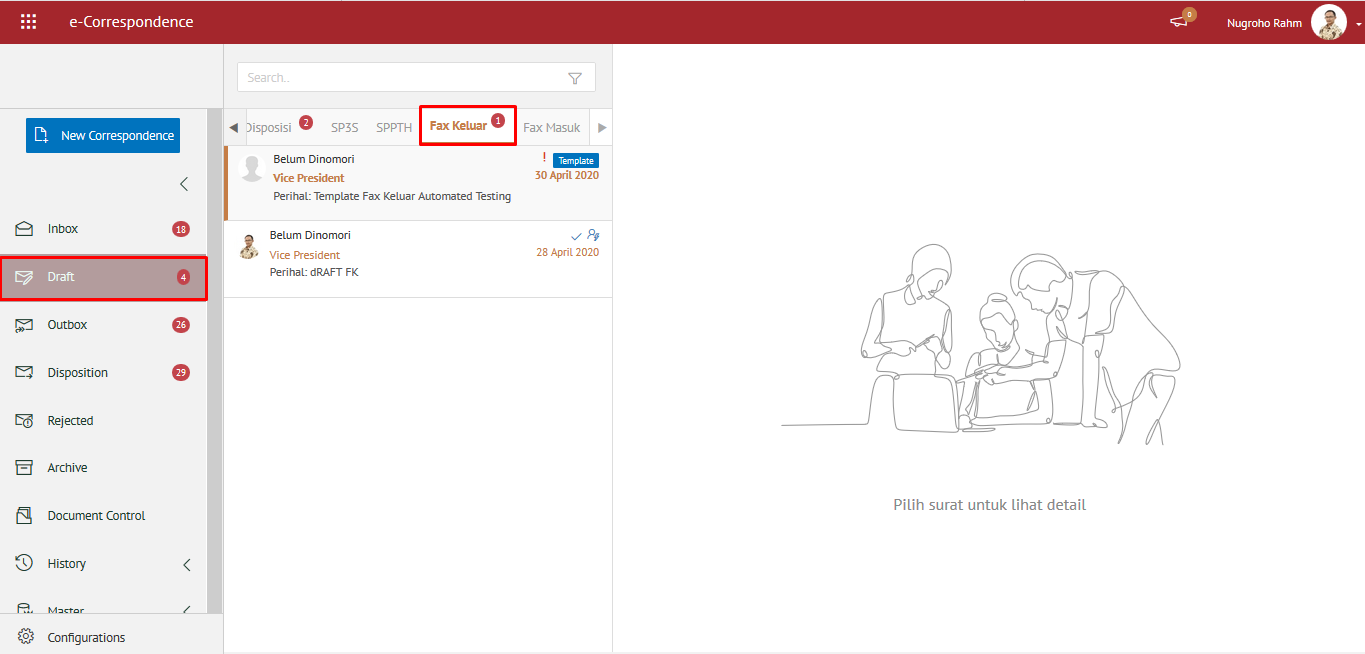 e-Correspondence
0
Nugroho Rahm
Search..
New Correspondence
Inbox
18
Draft
4
Outbox
26
Disposition
29
Rejected
Archive
Document Control
History
Master
Configurations
Disposisi
2
SP3S
SPPTH
Fax Keluar
1
Fax Masuk
Belum Dinomori
! Template
Vice President
30 April 2020
Perihal: Template Fax Keluar Automated Testing
Belum Dinomori
Vice President
28 April 2020
Perihal: dRAFT FK
Pilih surat untuk lihat detail